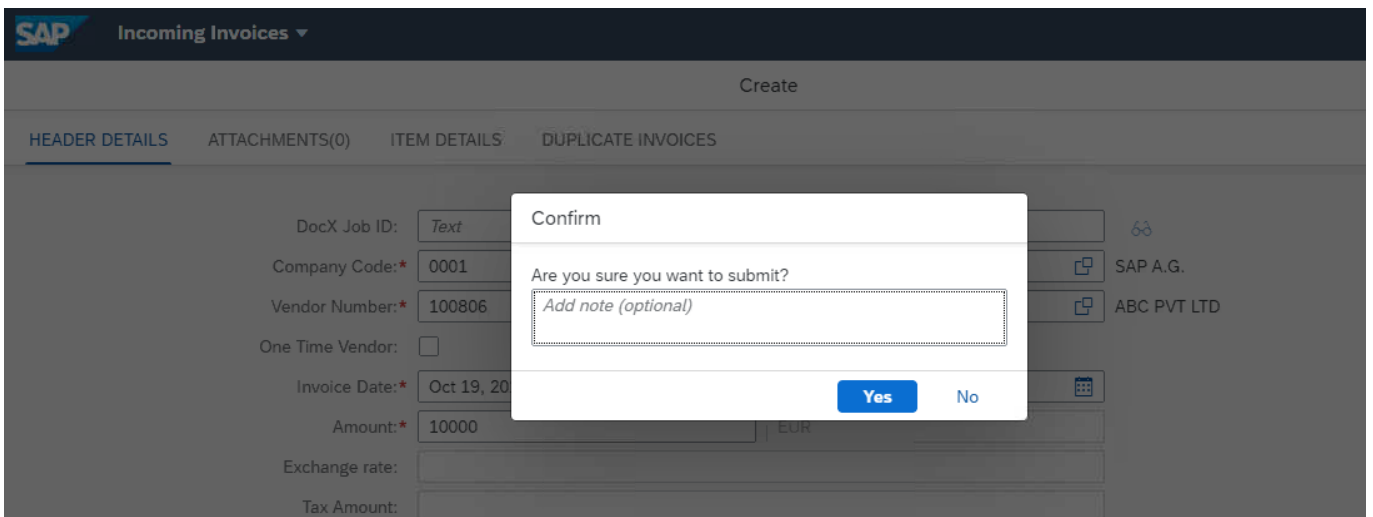 SAP Incoming Invoices
Create
HEADER DETAILS ATTACHMENTS(0) ITEM DETAILS DUPLICATE INVOICES
Confirm
Are you sure you want to submit?
Add note (optional)
Yes No
DocX Job ID: Text
Company Code:* 0001 SAP A.G.
Vendor Number:* 100806 ABC PVT LTD
One Time Vendor:
Invoice Date:* Oct 19, 20
Amount:* 10000 EUR
Exchange rate:
Tax Amount: